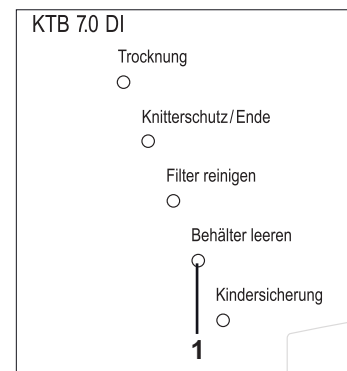 KTB 7.0 DI
Trocknung
Knitterschutz/Ende
Filter reinigen
Behälter leeren
Kindersicherung
1